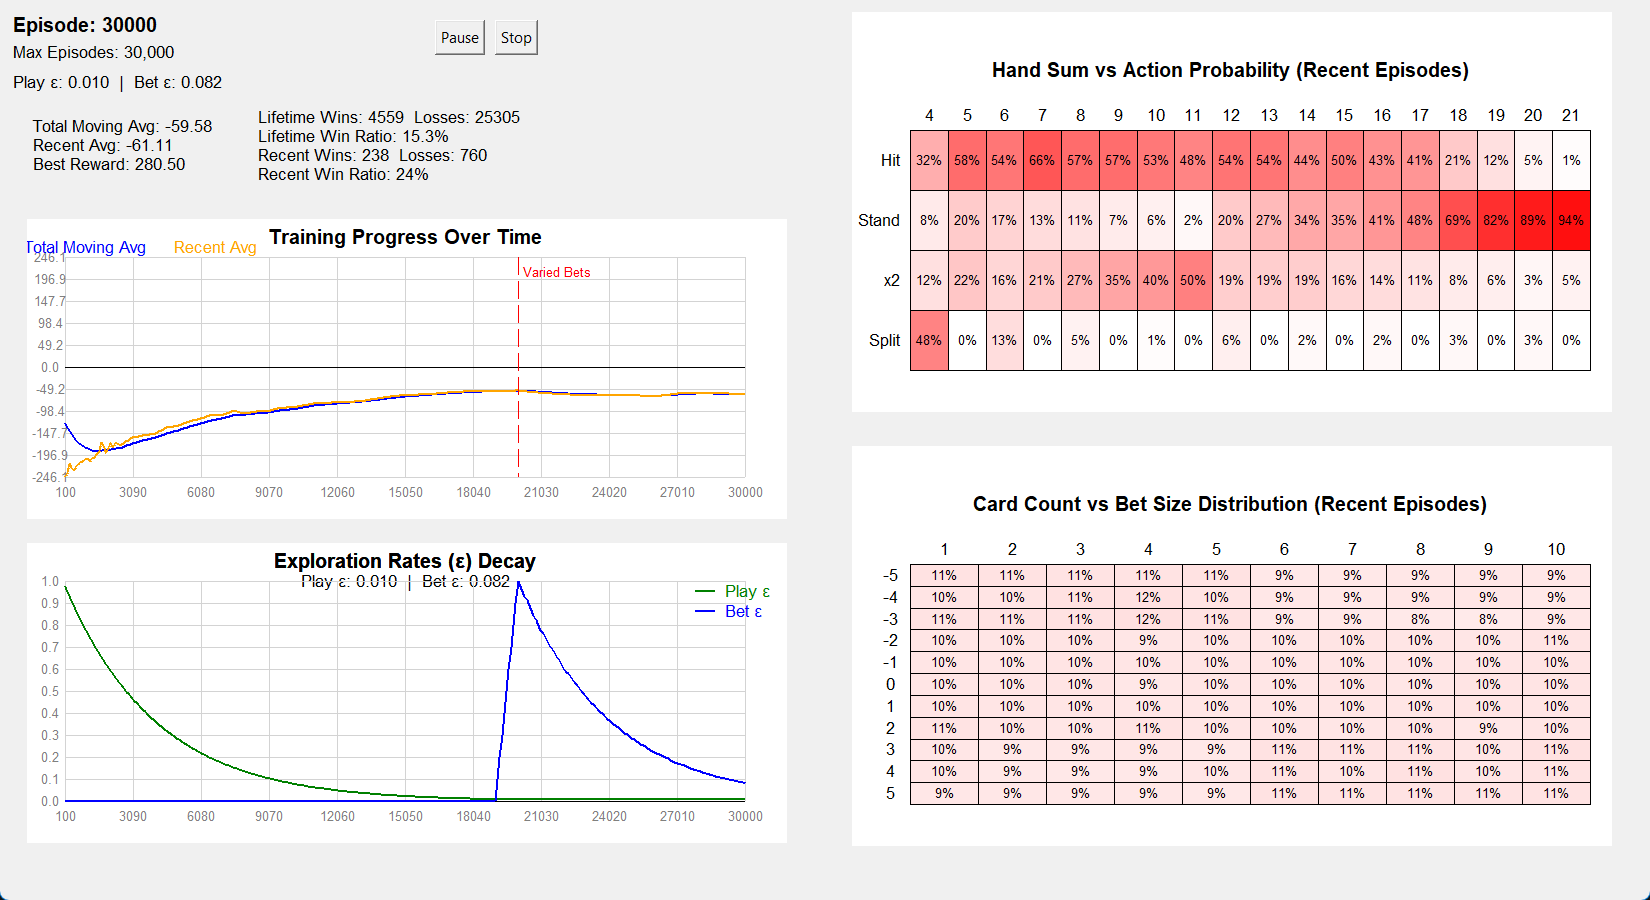 Episode: 30000
Max Episodes: 30,000
Play ε: 0.010 | Bet ε: 0.082
Pause Stop
Total Moving Avg: -59.58
Recent Avg: -61.11
Best Reward: 280.50
Lifetime Wins: 4559 Losses: 25305
Lifetime Win Ratio: 15.3%
Recent Wins: 238 Losses: 760
Recent Win Ratio: 24%
Training Progress Over Time
Total Moving Avg Recent Avg
Varied Bets
246.1
196.9
147.7
98.4
49.2
0.0
-49.2
-98.4
-147.7
-196.9
-246.1
100 3090 6080 9070 12060 15050 18040 21030 24020 27010 30000
Exploration Rates (ε) Decay
Play ε: 0.010 | Bet ε: 0.082
Play ε
Bet ε
1.0
0.9
0.8
0.7
0.6
0.5
0.4
0.3
0.2
0.1
0.0
100 3090 6080 9070 12060 15050 18040 21030 24020 27010 30000
Hand Sum vs Action Probability (Recent Episodes)
4 5 6 7 8 9 10 11 12 13 14 15 16 17 18 19 20 21
Hit 32% 58% 54% 66% 57% 57% 53% 48% 54% 54% 44% 50% 43% 41% 21% 12% 5% 1%
Stand 8% 20% 17% 13% 11% 7% 6% 2% 20% 27% 34% 35% 41% 48% 69% 82% 89% 94%
x2 12% 22% 16% 21% 27% 35% 40% 50% 19% 19% 19% 16% 14% 11% 8% 6% 3% 5%
Split 48% 0% 13% 0% 5% 0% 1% 0% 6% 0% 2% 0% 2% 0% 3% 0% 3% 0%
Card Count vs Bet Size Distribution (Recent Episodes)
1 2 3 4 5 6 7 8 9 10
-5 11% 11% 11% 11% 11% 9% 9% 9% 9% 9%
-4 10% 10% 11% 12% 10% 9% 9% 9% 9% 9%
-3 11% 11% 11% 12% 11% 9% 9% 8% 8% 9%
-2 10% 10% 10% 9% 10% 10% 10% 10% 10% 11%
-1 10% 10% 10% 10% 10% 10% 10% 10% 10% 10%
0 10% 10% 10% 9% 10% 10% 10% 10% 10% 10%
1 10% 10% 10% 10% 10% 10% 10% 10% 10% 10%
2 11% 10% 10% 11% 10% 10% 10% 10% 9% 10%
3 10% 9% 9% 9% 9% 11% 11% 11% 10% 11%
4 10% 9% 9% 9% 10% 11% 10% 11% 10% 11%
5 9% 9% 9% 9% 9% 11% 11% 11% 11% 11%